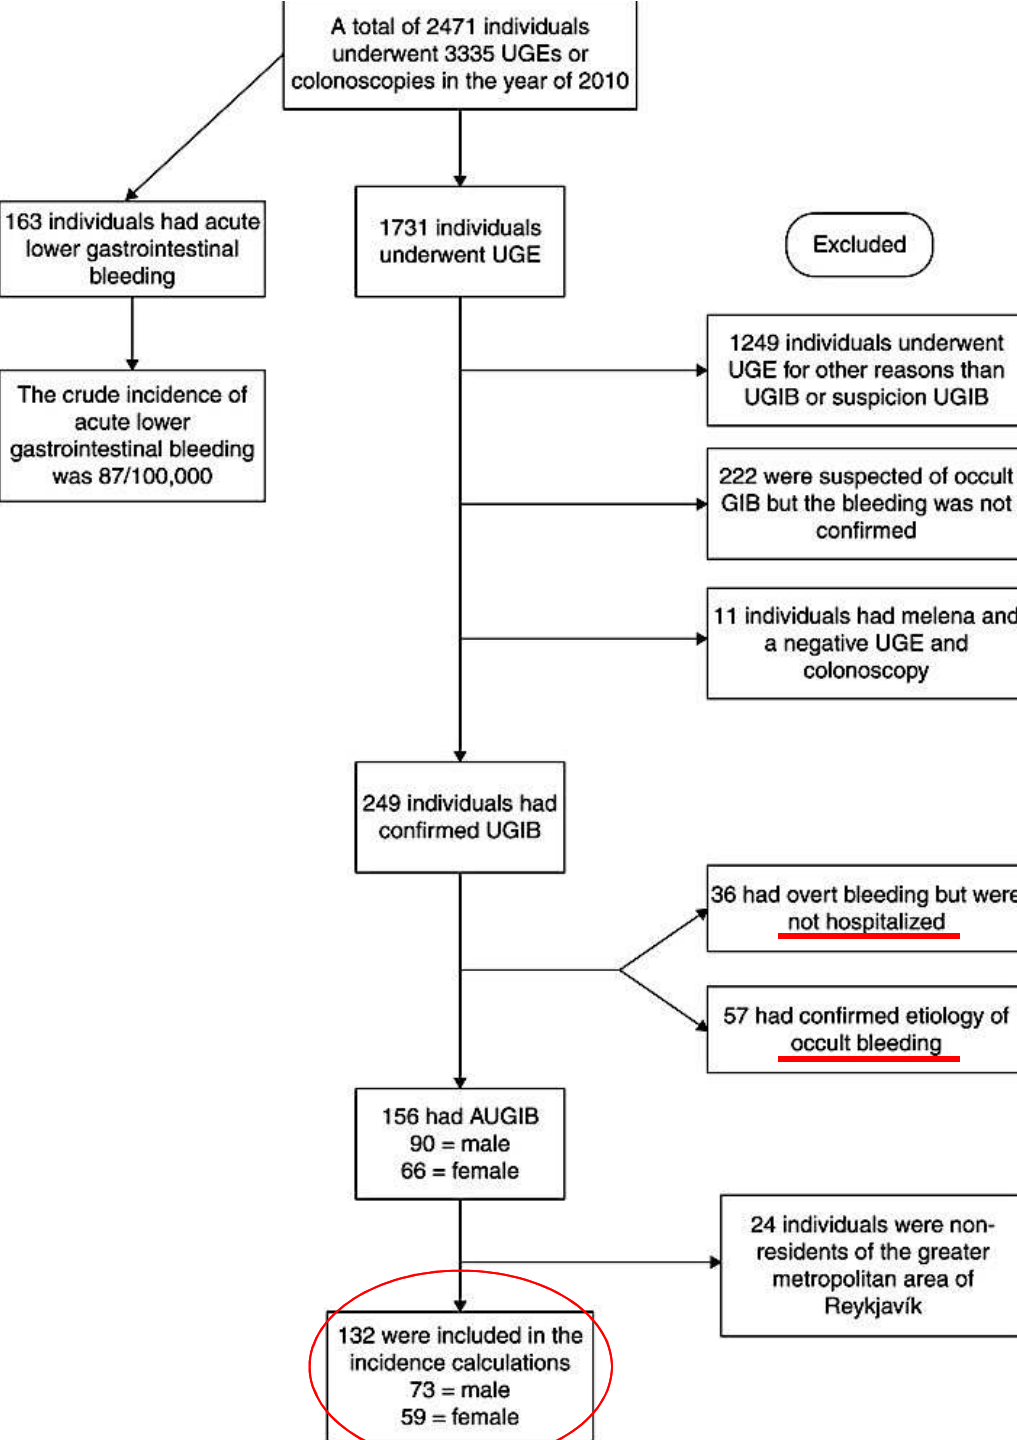 A total of 2471 individuals
underwent 3335 UGEs or
colonoscopies in the year of 2010
163 individuals had acute
lower gastrointestinal
bleeding
The crude incidence of
acute lower
gastrointestinal bleeding
was 87/100,000
1731 individuals
underwent UGE
Excluded
1249 individuals underwent
UGE for other reasons than
UGIB or suspicion UGIB
222 were suspected of occult
GIB but the bleeding was not
confirmed
11 individuals had melena and
a negative UGE and
colonoscopy
249 individuals had
confirmed UGIB
36 had overt bleeding but were
not hospitalized
57 had confirmed etiology of
occult bleeding
156 had AUGIB
90 = male
66 = female
24 individuals were non-
residents of the greater
metropolitan area of
Reykjavík
132 were included in the
incidence calculations
73 = male
59 = female